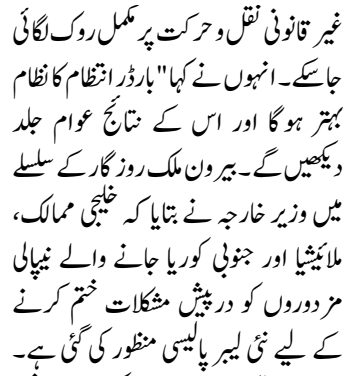 غیر قانونی نقل و حرکت پر مکمل روک لگائی
جاسکے۔ انہوں نے کہا "بارڈر انتظام کا نظام
بہتر ہوگا اور اس کے نتائج عوام جلد
دیکھیں گے۔ بیرون ملک روزگار کے سلسلے
میں وزیر خارجہ نے بتایا کہ خلیجی ممالک،
ملائیشیا اور جنوبی کوریا جانے والے نیپالی
مزدوروں کو درپیش مشکلات ختم کرنے
کے لیے نئی لیبر پالیسی منظور کی گئی ہے۔